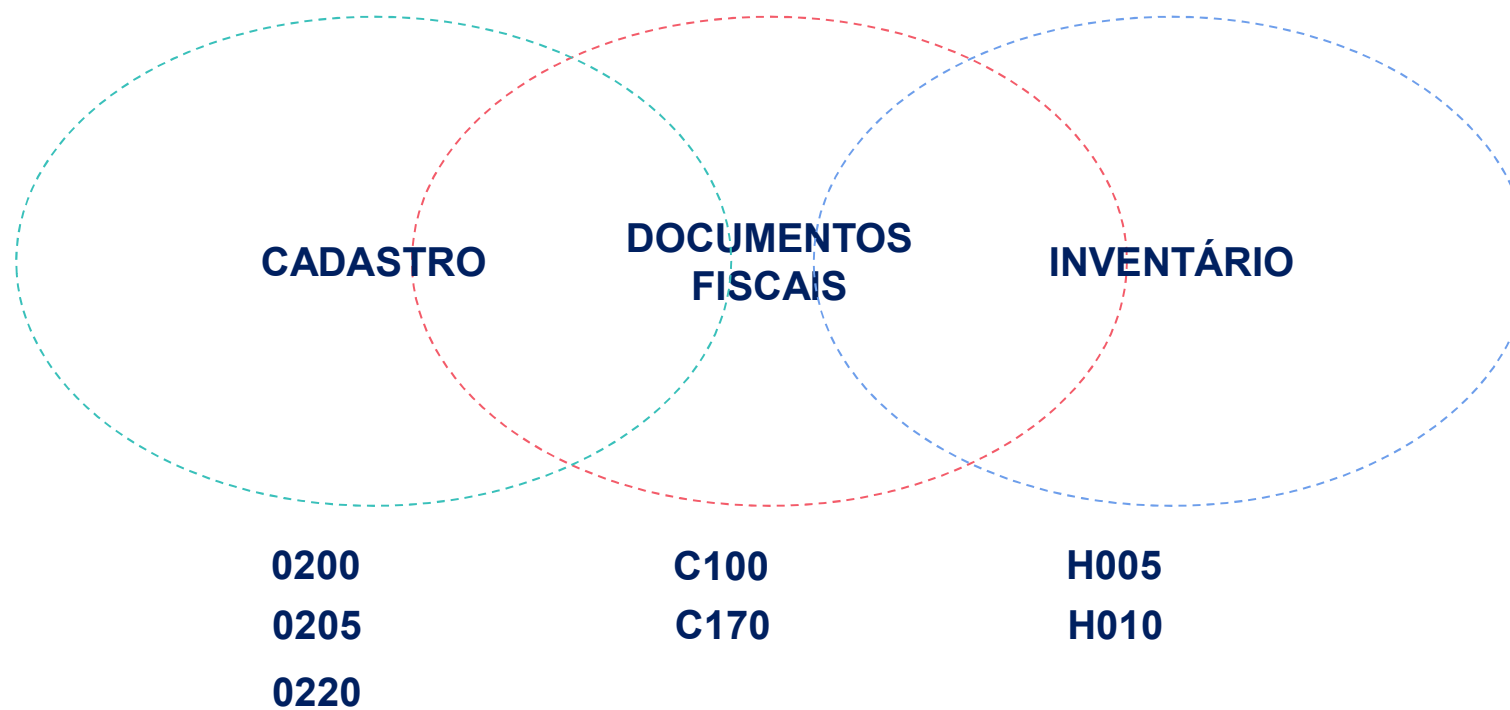 CADASTRO
DOCUMENTOS
FISCAIS
INVENTÁRIO
0200
C100
H005
0205
C170
H010
0220